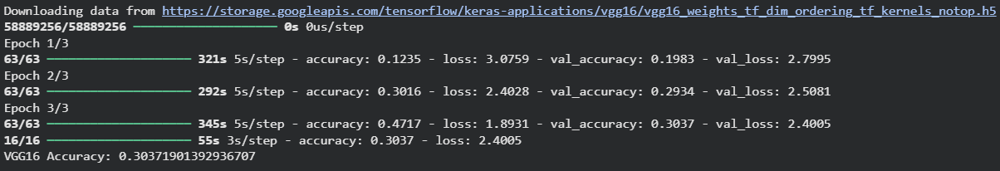 Downloading data from https://storage.googleapis.com/tensorflow/keras-applications/vgg16/vgg16_weights_tf_dim_ordering_tf_kernels_notop.h5
58889256/58889256 ━━━━━━━━━━━━━━━━━━━━ 0s 0us/step
Epoch 1/3
63/63 ━━━━━━━━━━━━━━━━━━━━ 321s 5s/step - accuracy: 0.1235 - loss: 3.0759 - val_accuracy: 0.1983 - val_loss: 2.7995
Epoch 2/3
63/63 ━━━━━━━━━━━━━━━━━━━━ 292s 5s/step - accuracy: 0.3016 - loss: 2.4028 - val_accuracy: 0.2934 - val_loss: 2.5081
Epoch 3/3
63/63 ━━━━━━━━━━━━━━━━━━━━ 345s 5s/step - accuracy: 0.4717 - loss: 1.8931 - val_accuracy: 0.3037 - val_loss: 2.4005
16/16 ━━━━━━━━━━━━━━━━━━━━ 55s 3s/step - accuracy: 0.3037 - loss: 2.4005
VGG16 Accuracy: 0.30371901392936707